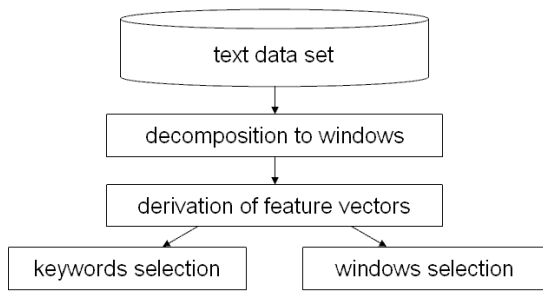 text data set
decomposition to windows
derivation of feature vectors
keywords selection
windows selection